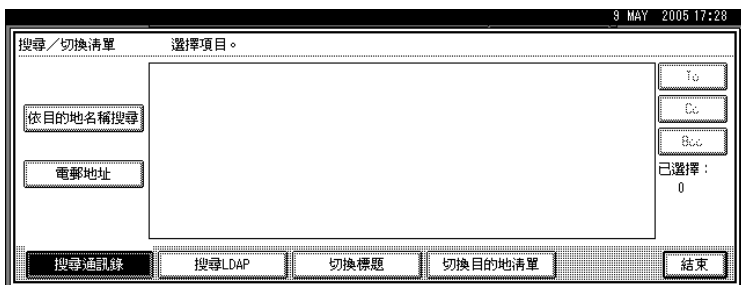 9 MAY 2005 17:28
搜尋／切換清單 選擇項目。
To
依目的地名稱搜尋
Cc
Bcc
電郵地址
已選擇：
0
搜尋通訊錄 搜尋LDAP 切換標題 切換目的地清單 結束